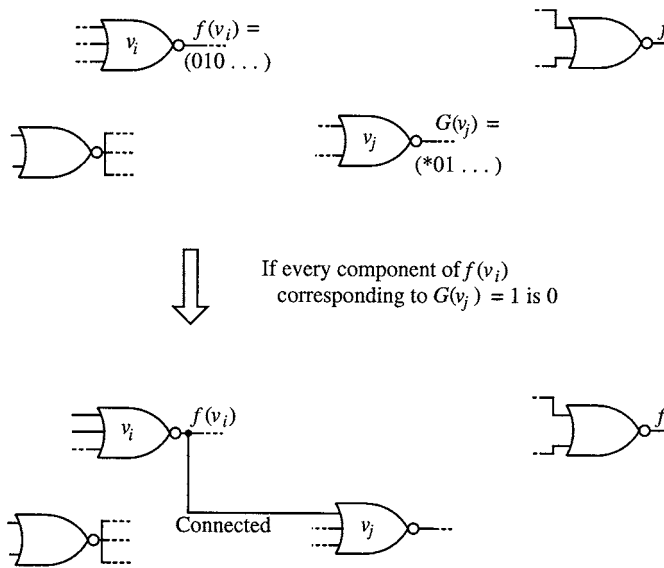 v_i f(v_i) =
(010 . . . )
f
v_j G(v_j) =
(*01 . . . )
If every component of f(v_i)
corresponding to G(v_j) = 1 is 0
v_i f(v_i)
f
Connected
v_j